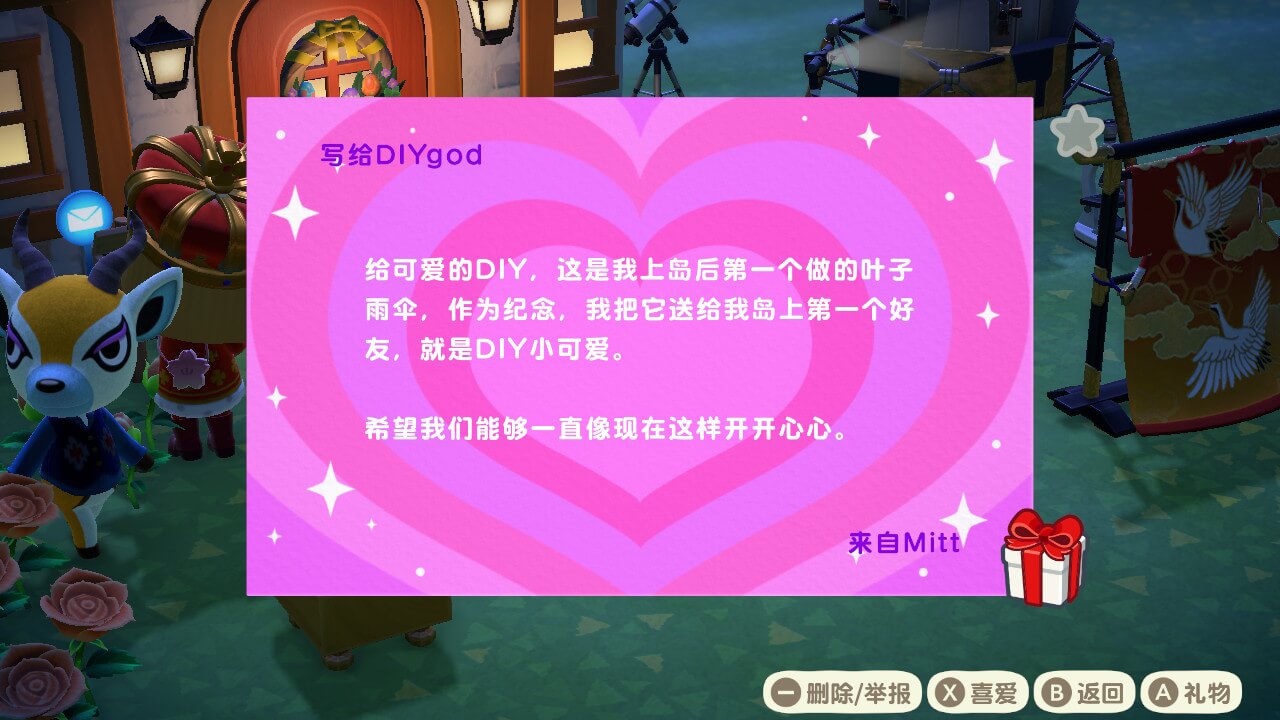 写给DIYgod
给可爱的DIY，这是我上岛后第一个做的叶子
雨伞，作为纪念，我把它送给我岛上第一个好
友，就是DIY小可爱。
希望我们能够一直像现在这样开开心心。
来自Mitt
删除/举报 X 喜爱 B 返回 A 礼物